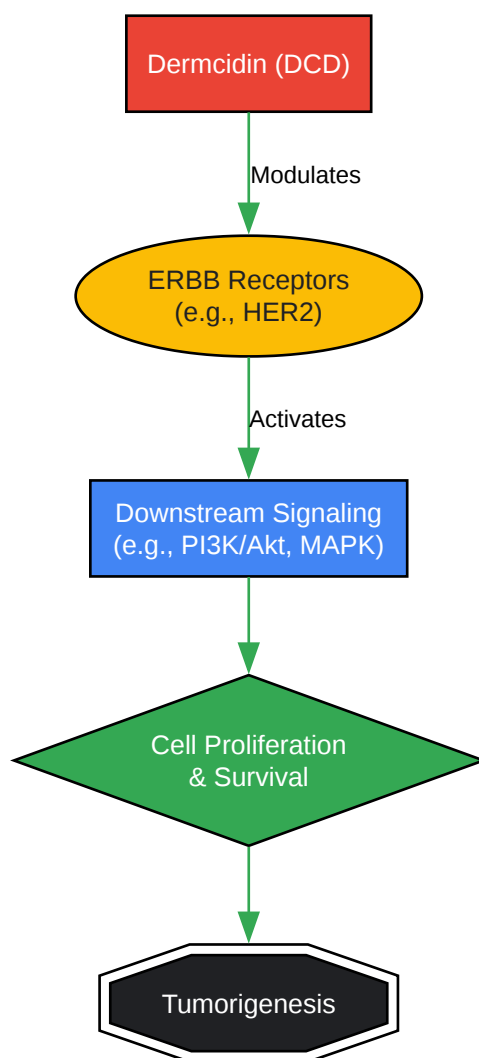 Dermcidin (DCD)
Modulates
ERBB Receptors
(e.g., HER2)
Activates
Downstream Signaling
(e.g., PI3K/Akt, MAPK)
Cell Proliferation
& Survival
Tumorigenesis